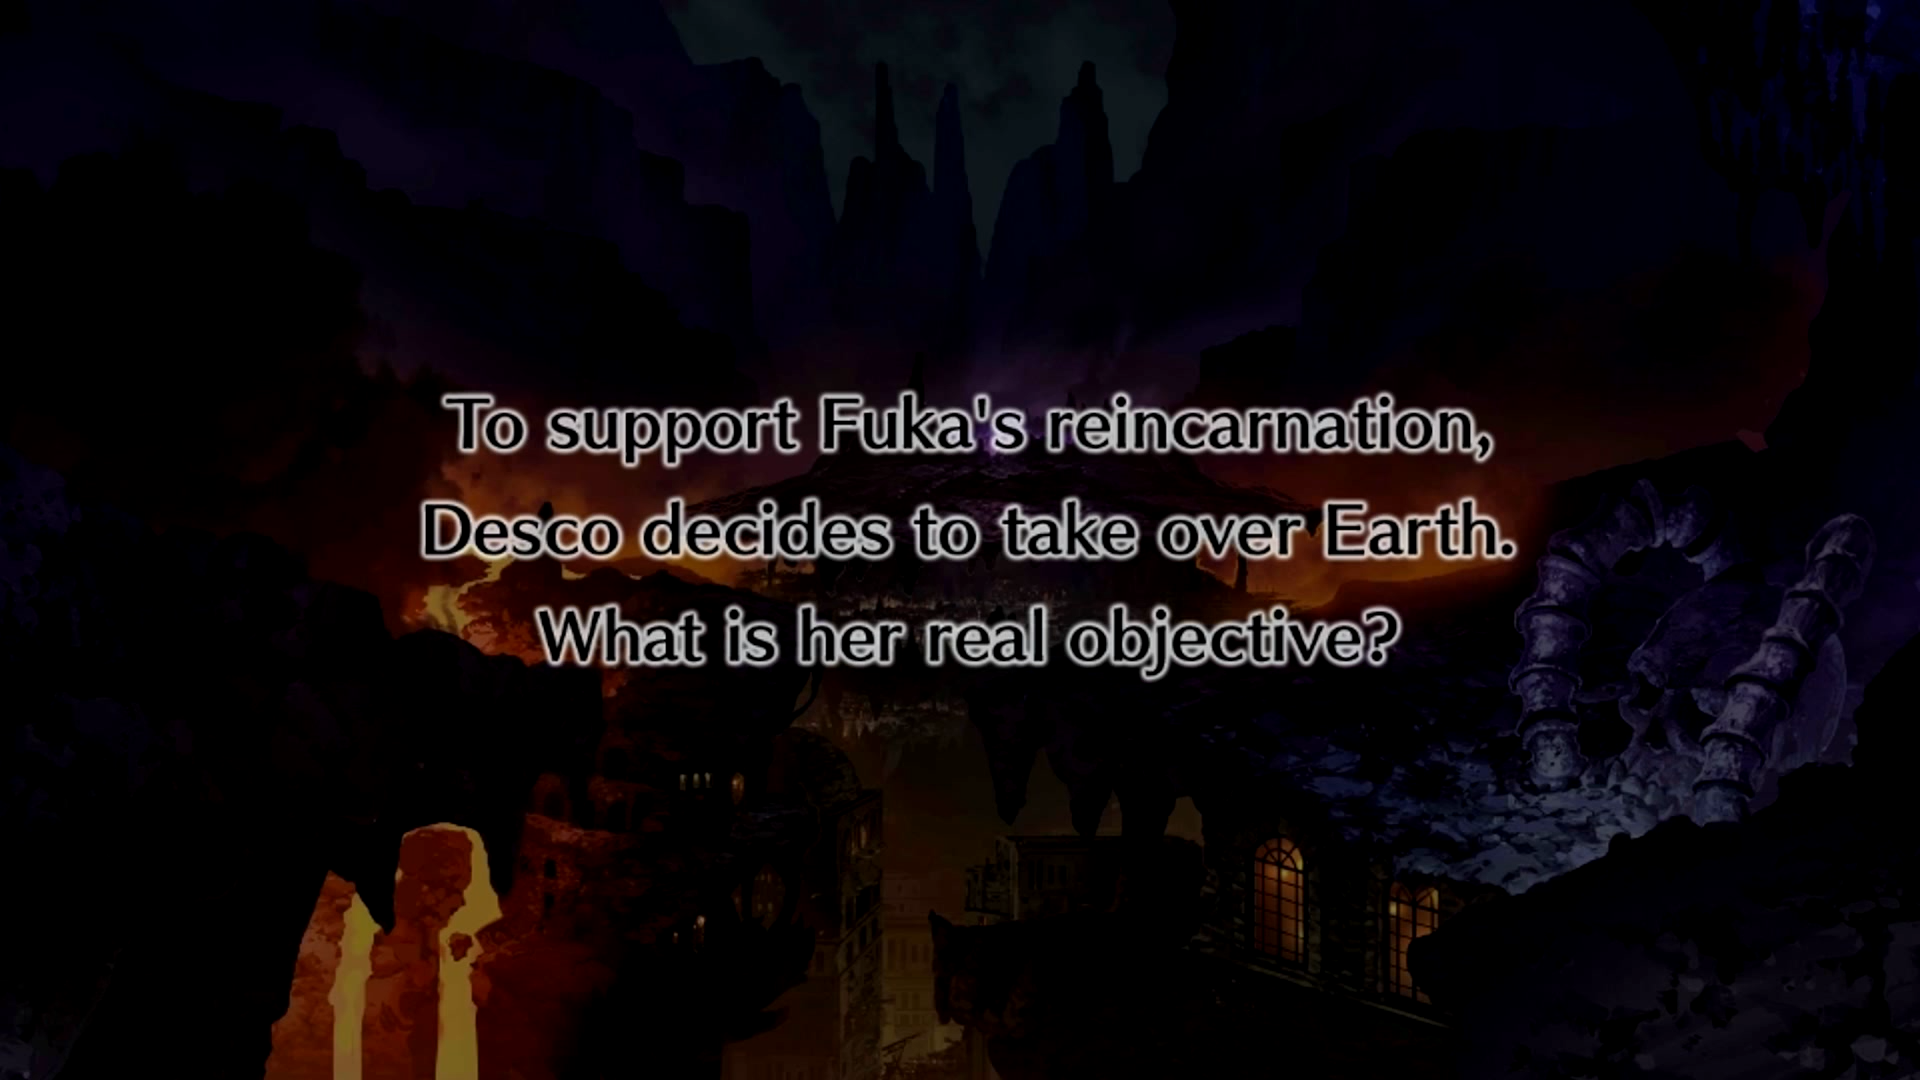 To support Fuka's reincarnation,
Desco decides to take over Earth.
What is her real objective?